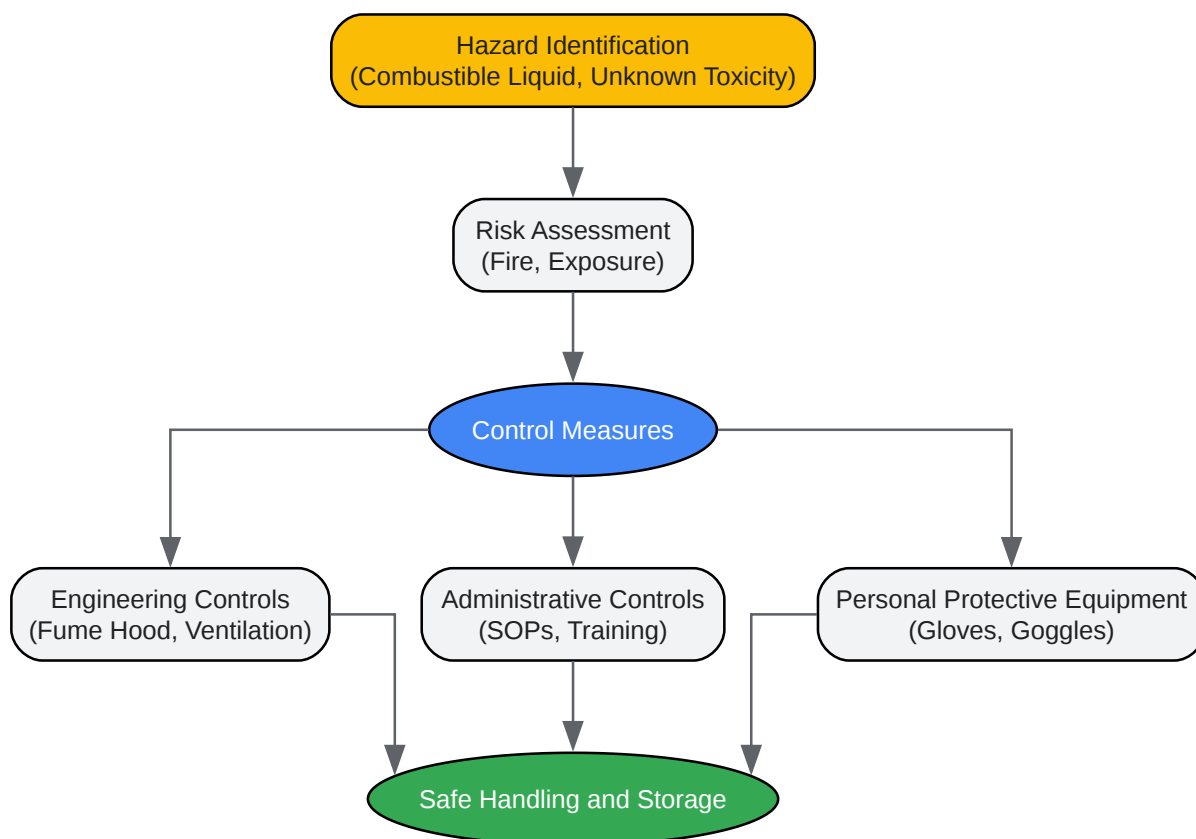 Hazard Identification
(Combustible Liquid, Unknown Toxicity)
Risk Assessment
(Fire, Exposure)
Control Measures
Engineering Controls
(Fume Hood, Ventilation)
Administrative Controls
(SOPs, Training)
Personal Protective Equipment
(Gloves, Goggles)
Safe Handling and Storage